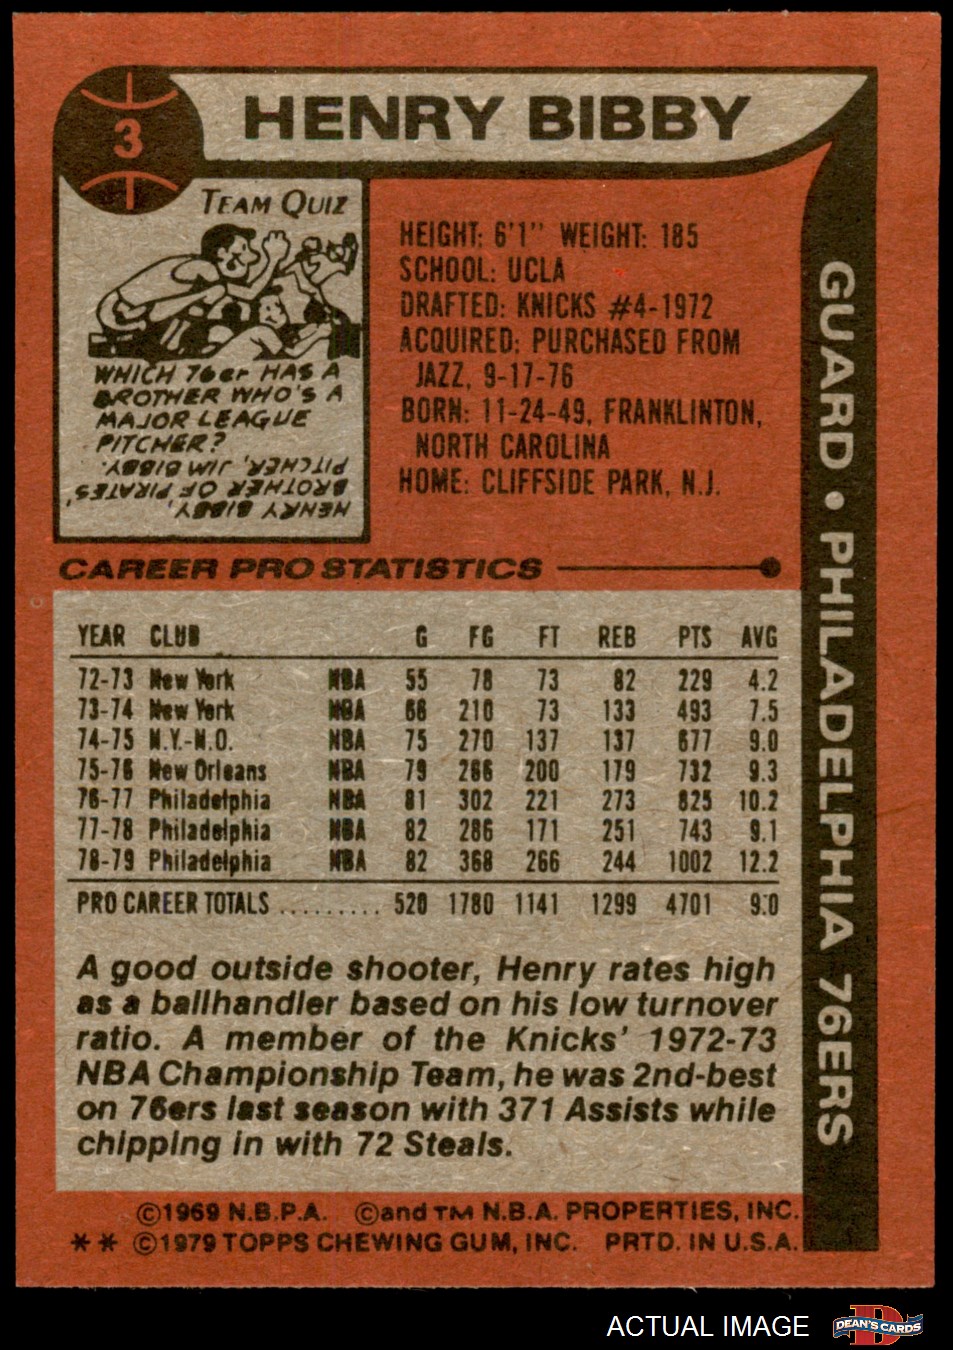 3
HENRY BIBBY
TEAM QUIZ
WHICH 76er HAS A
BROTHER WHO'S A
MAJOR LEAGUE
PITCHER?
HENRY BIBBY,
BROTHER OF PIRATES'
PITCHER, JIM BIBBY.
HEIGHT: 6'1" WEIGHT: 185
SCHOOL: UCLA
DRAFTED: KNICKS #4-1972
ACQUIRED: PURCHASED FROM
JAZZ, 9-17-76
BORN: 11-24-49, FRANKLINTON,
NORTH CAROLINA
HOME: CLIFFSIDE PARK, N.J.
GUARD • PHILADELPHIA 76ERS
CAREER PRO STATISTICS
YEAR CLUB G FG FT REB PTS AVG
72-73 New York NBA 55 78 73 82 229 4.2
73-74 New York NBA 66 210 73 133 493 7.5
74-75 N.Y.-N.O. NBA 75 270 137 137 677 9.0
75-76 New Orleans NBA 79 266 200 179 732 9.3
76-77 Philadelphia NBA 81 302 221 273 825 10.2
77-78 Philadelphia NBA 82 286 171 251 743 9.1
78-79 Philadelphia NBA 82 368 266 244 1002 12.2
PRO CAREER TOTALS ......... 520 1780 1141 1299 4701 9.0
A good outside shooter, Henry rates high
as a ballhandler based on his low turnover
ratio. A member of the Knicks' 1972-73
NBA Championship Team, he was 2nd-best
on 76ers last season with 371 Assists while
chipping in with 72 Steals.
©1969 N.B.P.A. ©and TM N.B.A. PROPERTIES, INC.
** ©1979 TOPPS CHEWING GUM, INC. PRTD. IN U.S.A.
ACTUAL IMAGE
D
DEAN'S CARDS